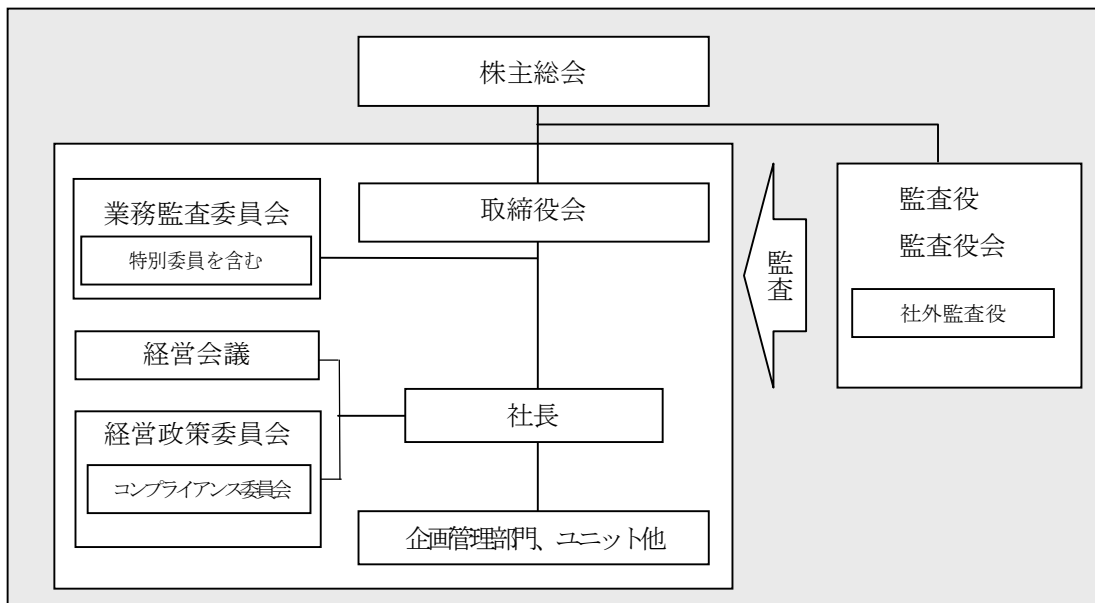 株主総会
業務監査委員会
特別委員を含む
取締役会
監査
監査役
監査役会
社外監査役
経営会議
社長
経営政策委員会
コンプライアンス委員会
企画管理部門、ユニット他